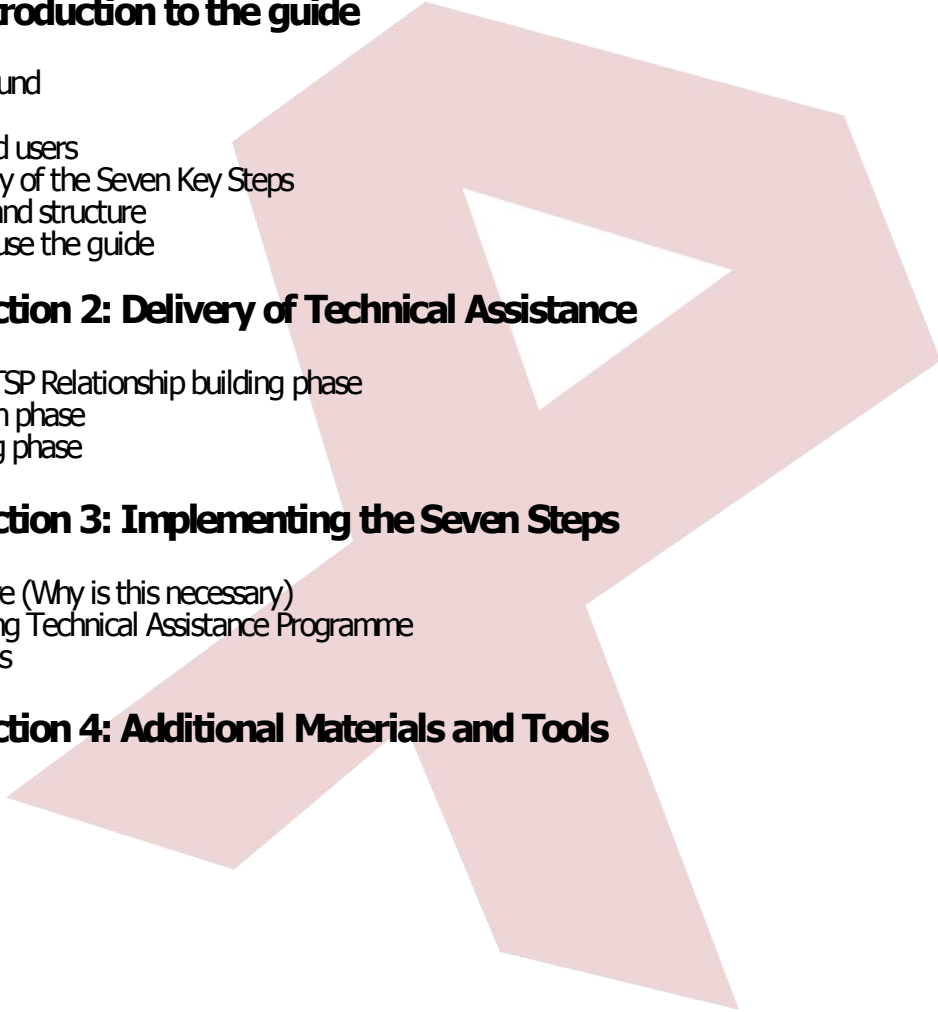 troduction to the guide
und
d users
y of the Seven Key Steps
and structure
use the guide
ction 2: Delivery of Technical Assistance
TSP Relationship building phase
n phase
g phase
ction 3: Implementing the Seven Steps
e (Why is this necessary)
ng Technical Assistance Programme
s
ction 4: Additional Materials and Tools